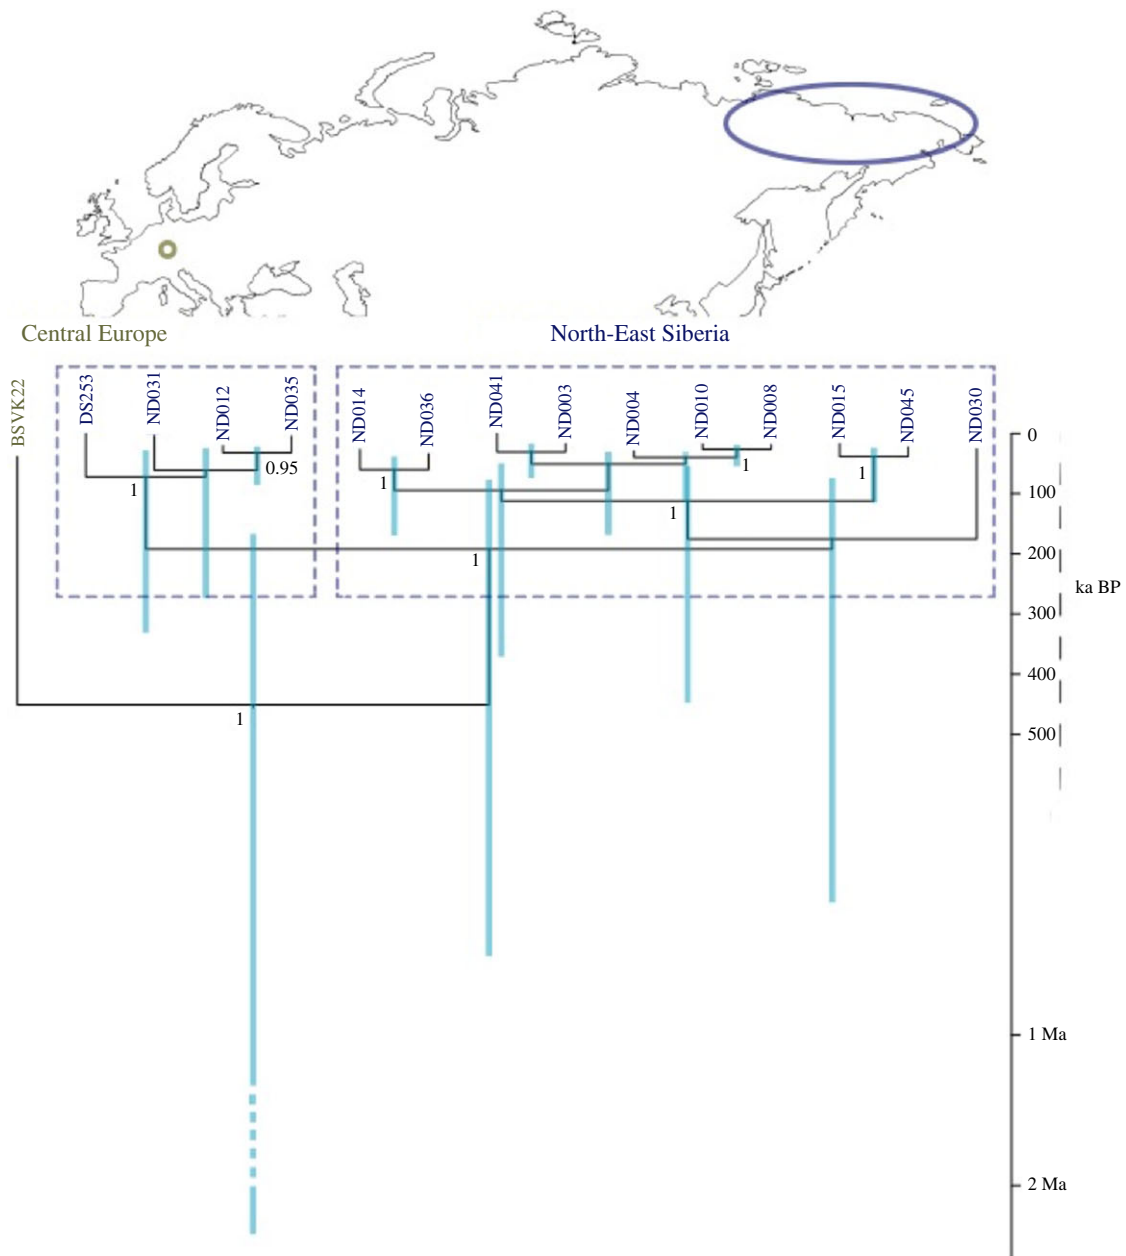 Central Europe
North-East Siberia
BSVK22
DS253
ND031
ND012
ND035
ND014
ND036
ND041
ND003
ND004
ND010
ND008
ND015
ND045
ND030
0
0.95
1
1
1
1
100
1
200
1
ka BP
300
400
1
500
1 Ma
2 Ma